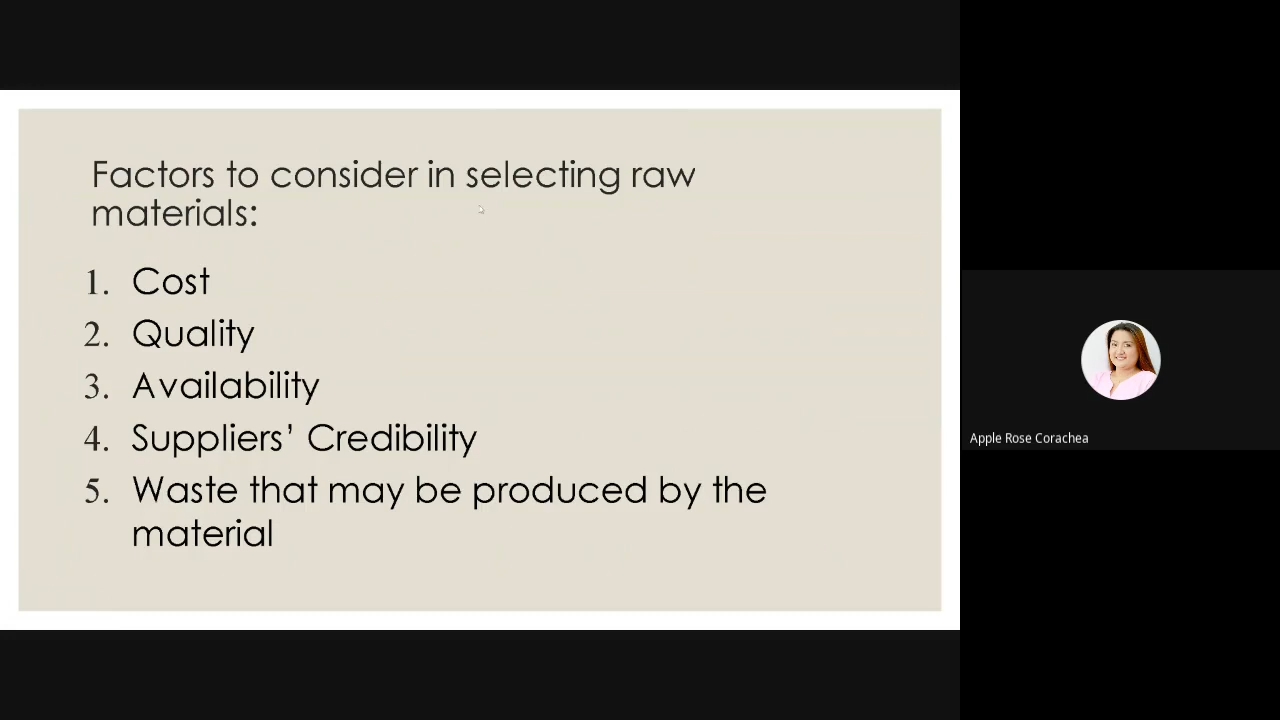 Factors to consider in selecting raw
materials:
1. Cost
2. Quality
3. Availability
4. Suppliers’ Credibility
5. Waste that may be produced by the
material
Apple Rose Corachea